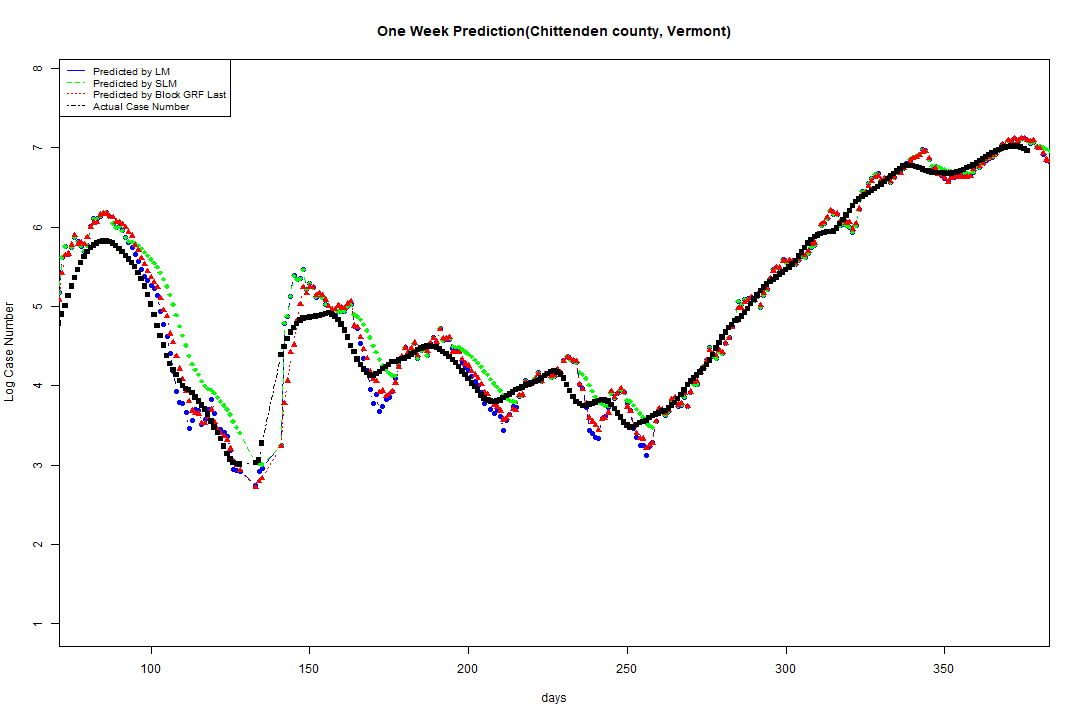 One Week Prediction(Chittenden county, Vermont)
Predicted by LM
Predicted by SLM
Predicted by Block GRF Last
Actual Case Number
8
7
6
5
4
3
2
1
Log Case Number
100 150 200 250 300 350
days